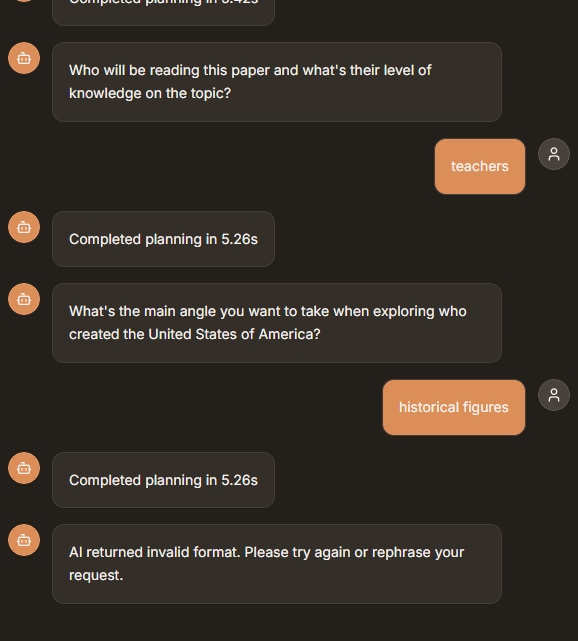 Completed planning in 5.42s
Who will be reading this paper and what's their level of
knowledge on the topic?
teachers
Completed planning in 5.26s
What's the main angle you want to take when exploring who
created the United States of America?
historical figures
Completed planning in 5.26s
AI returned invalid format. Please try again or rephrase your
request.